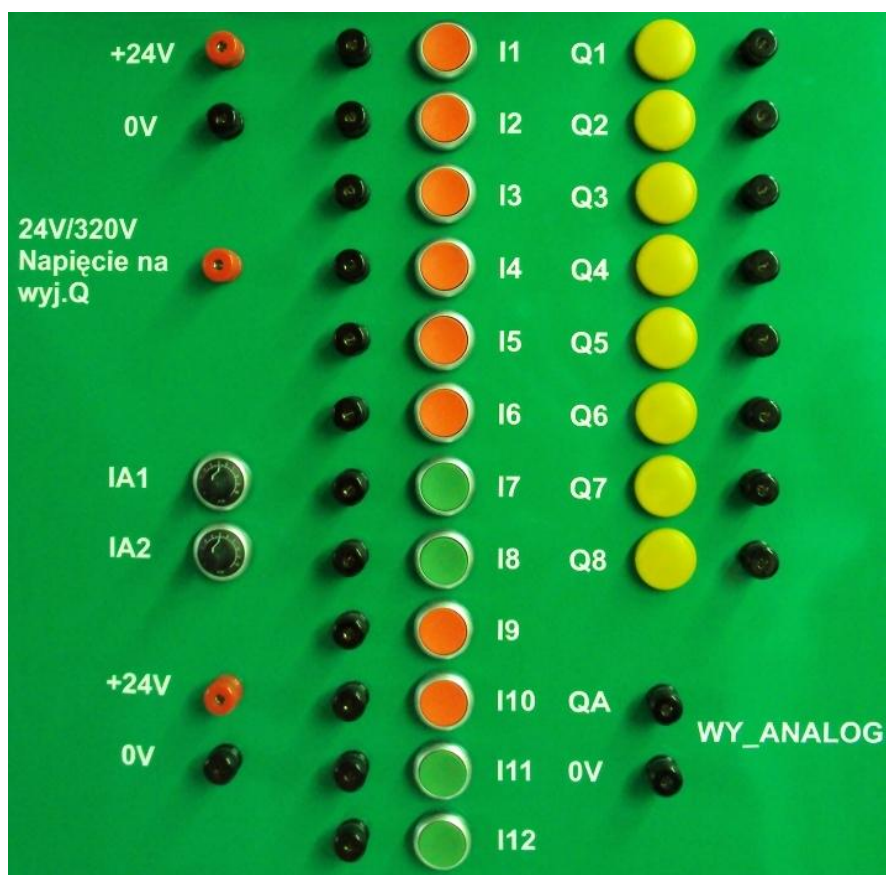 +24V
I1
Q1
0V
I2
Q2
I3
Q3
24V/320V
Napięcie na
wyj.Q
I4
Q4
I5
Q5
I6
Q6
IA1
I7
Q7
IA2
I8
Q8
I9
+24V
I10
QA
WY_ANALOG
0V
I11
0V
I12